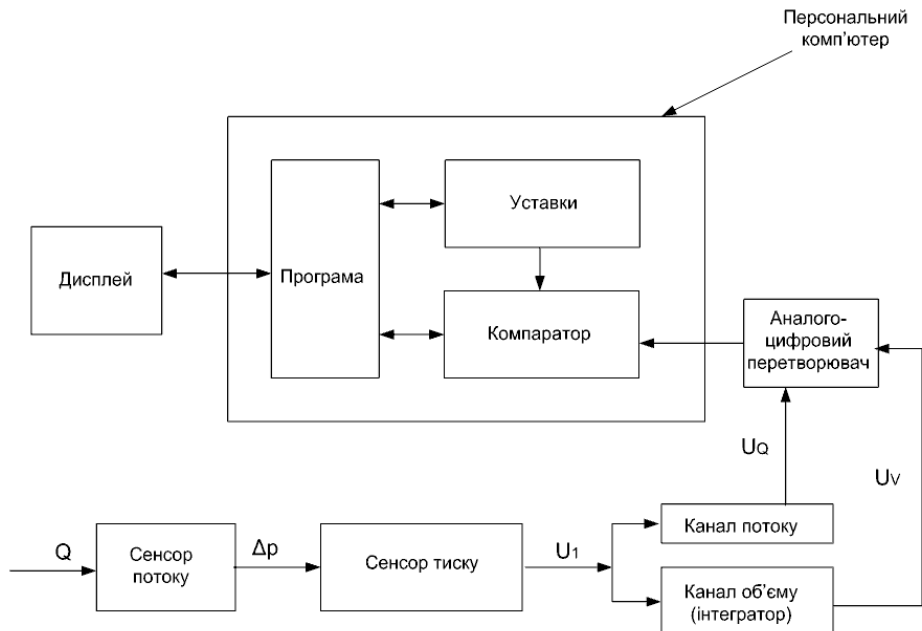 Персональний
комп'ютер
Уставки
Дисплей
Програма
Компаратор
Аналого-
цифровий
перетворювач
UQ
UV
Канал потоку
Q
Сенсор
потоку
Δp
Сенсор тиску
U1
Канал об'єму
(інтегратор)